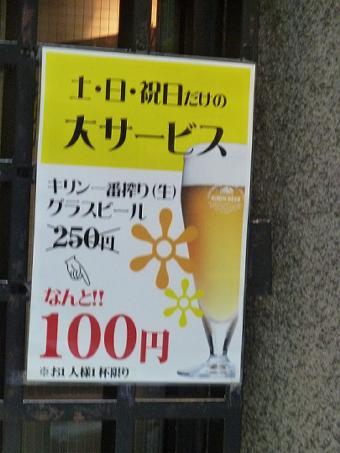 土・日・祝日だけの
大サービス
キリン一番搾り(生)
グラスビール
250円
なんと!!
100円
※お1人様1杯限り
KIRIN BEER